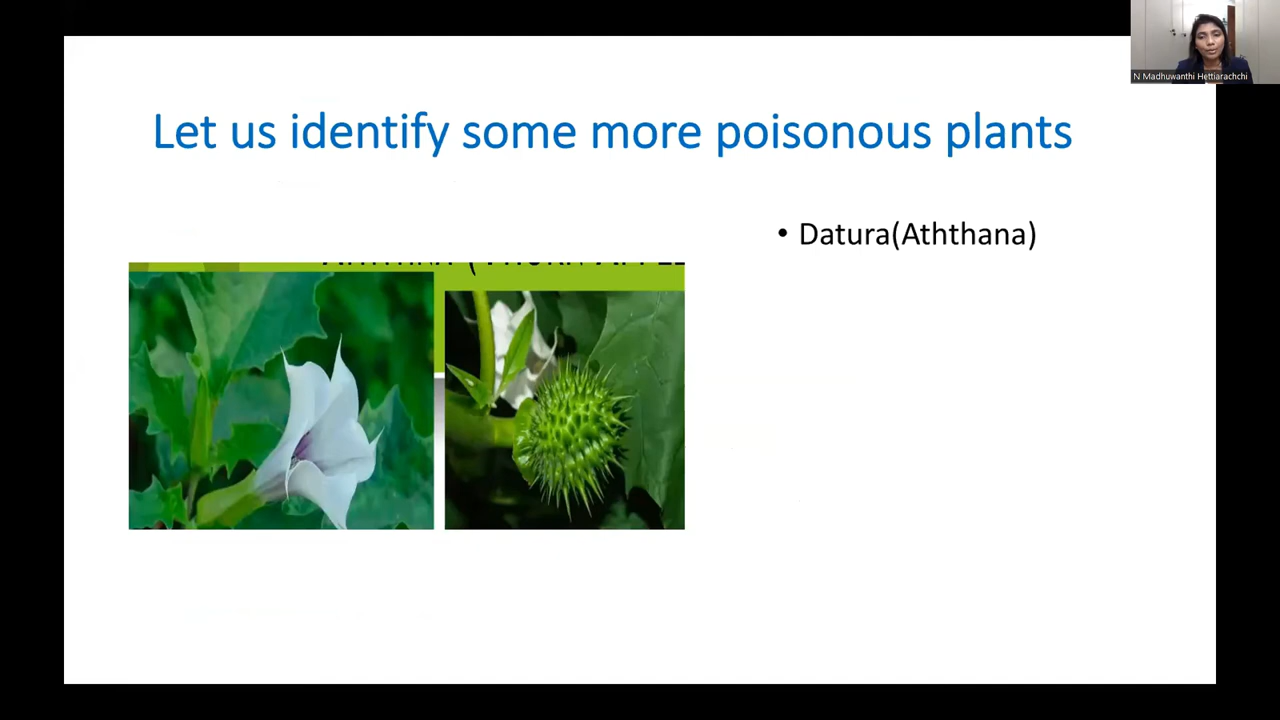 N Madhuwanthi Hettiarachchi
Let us identify some more poisonous plants
• Datura(Aththana)